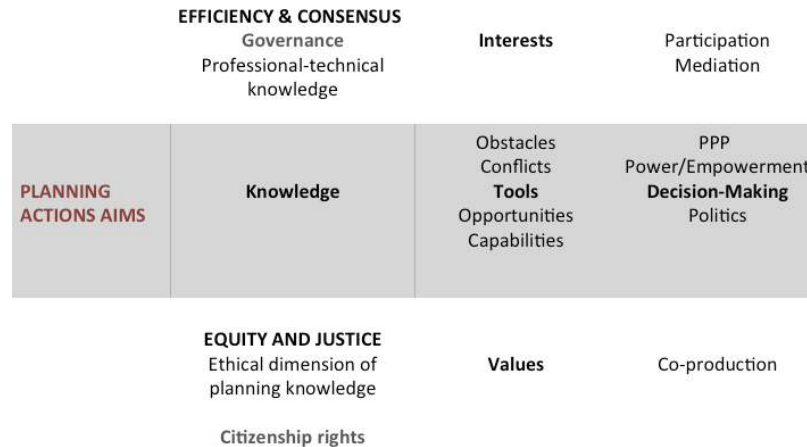 EFFICIENCY & CONSENSUS
Governance
Professional-technical
knowledge
Interests
Participation
Mediation
PLANNING
ACTIONS AIMS
Knowledge
Obstacles
Conflicts
Tools
Opportunities
Capabilities
PPP
Power/Empowerment
Decision-Making
Politics
EQUITY AND JUSTICE
Ethical dimension of
planning knowledge
Citizenship rights
Values
Co-production